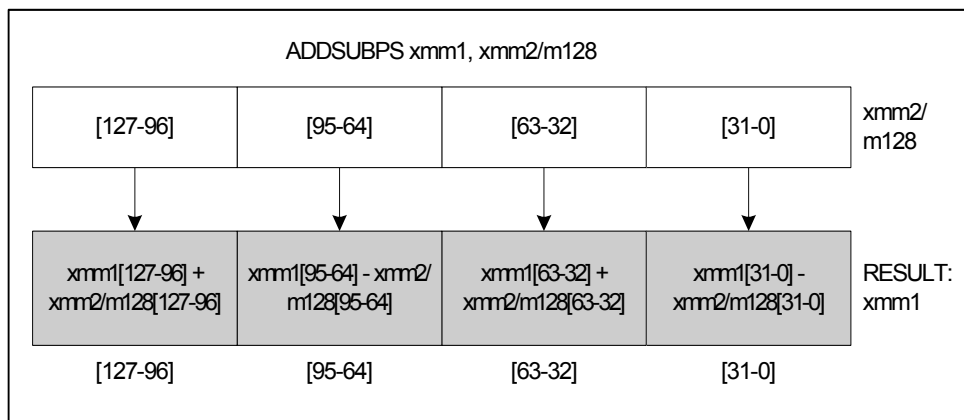 ADDSUBPS xmm1, xmm2/m128
[127-96] [95-64] [63-32] [31-0] xmm2/
m128
xmm1[127-96] +
xmm2/m128[127-96]
xmm1[95-64] - xmm2/
m128[95-64]
xmm1[63-32] +
xmm2/m128[63-32]
xmm1[31-0] -
xmm2/m128[31-0]
RESULT:
xmm1
[127-96] [95-64] [63-32] [31-0]